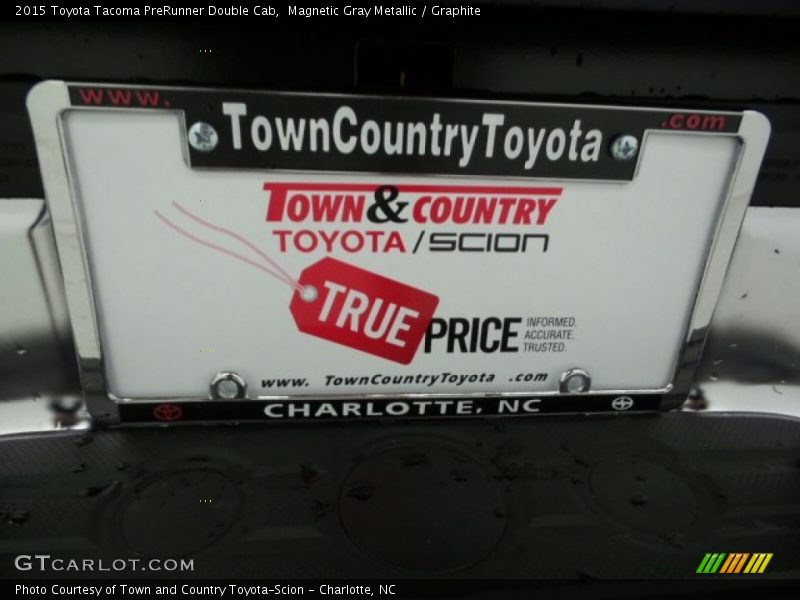 2015 Toyota Tacoma PreRunner Double Cab,  Magnetic Gray Metallic / Graphite
www. .com
TownCountryToyota
TOWN & COUNTRY
TOYOTA / SCION
TRUE PRICE
INFORMED.
ACCURATE.
TRUSTED.
www. TownCountryToyota .com
CHARLOTTE, NC
GTCARLOT.COM
Photo Courtesy of Town and Country Toyota-Scion - Charlotte, NC